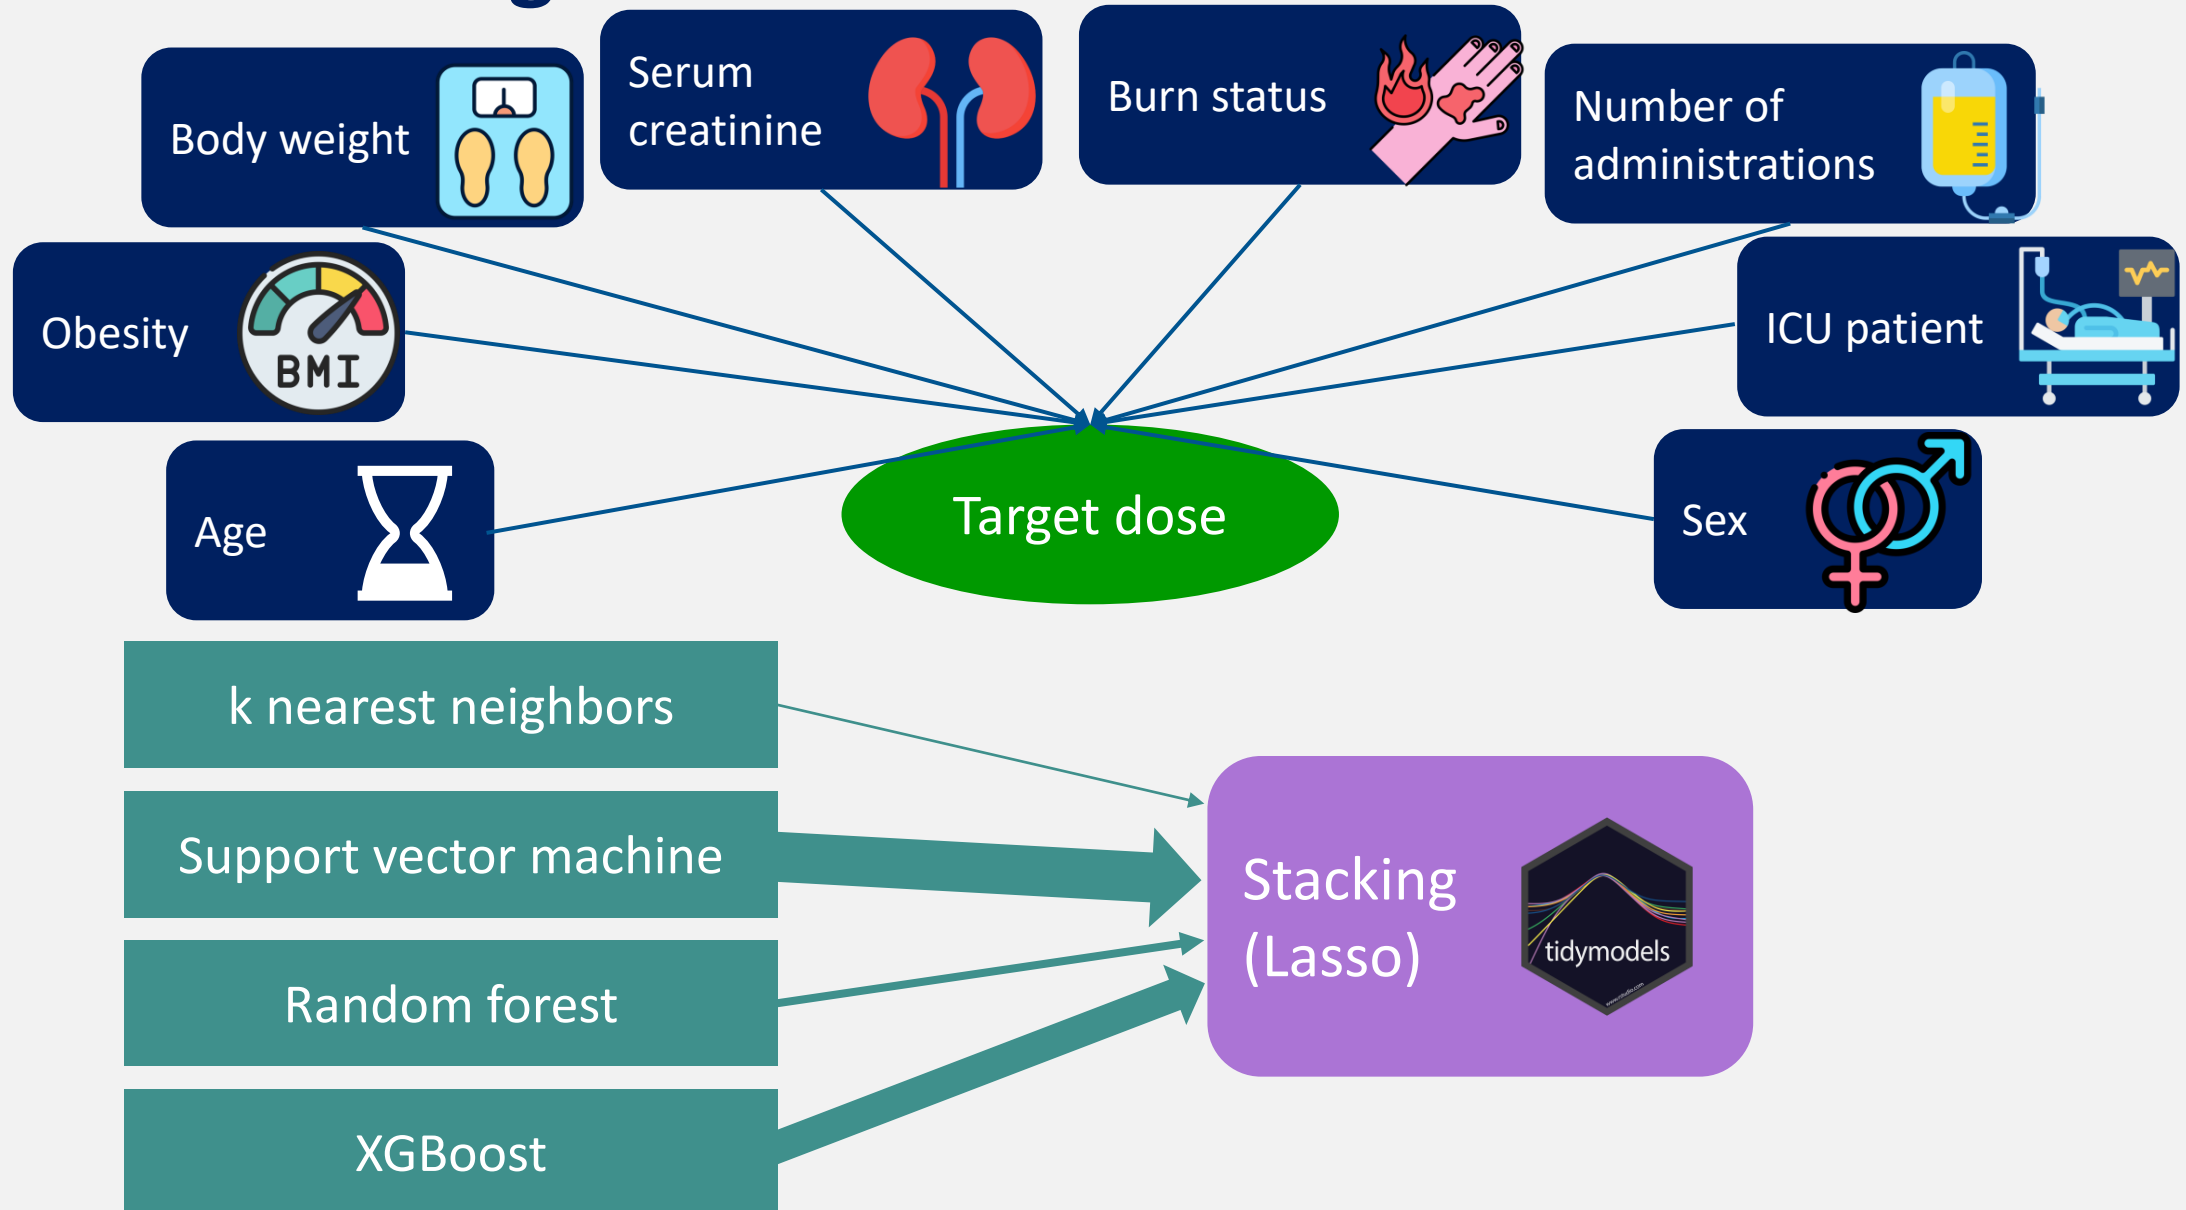 Body weight
Serum
creatinine
Burn status
Number of
administrations
Obesity
BMI
ICU patient
Age
Target dose
Sex
k nearest neighbors
Support vector machine
Random forest
XGBoost
Stacking
(Lasso)
tidymodels